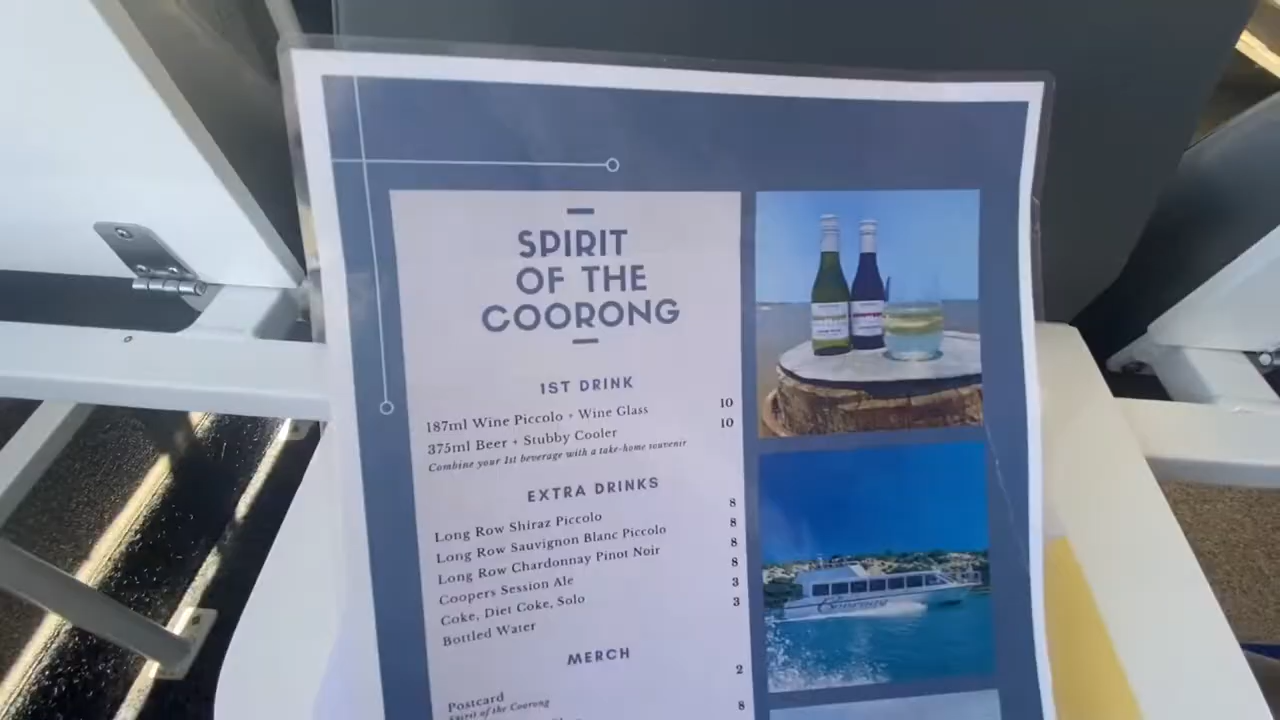 SPIRIT
OF THE
COORONG
1ST DRINK
187ml Wine Piccolo + Wine Glass 10
375ml Beer + Stubby Cooler 10
Combine your 1st beverage with a take-home souvenir
EXTRA DRINKS
Long Row Shiraz Piccolo 8
Long Row Sauvignon Blanc Piccolo 8
Long Row Chardonnay Pinot Noir 8
Coopers Session Ale 8
Coke, Diet Coke, Solo 3
Bottled Water 3
MERCH
Postcard 2
Spirit of the Coorong
8
Coorong